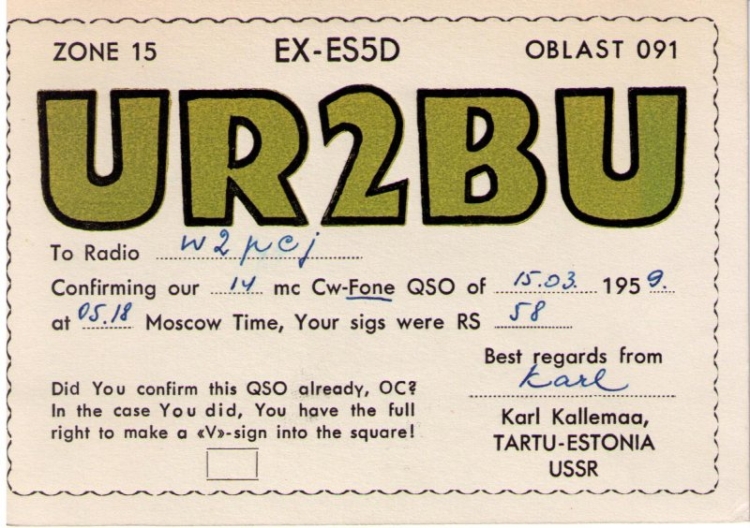 ZONE 15 EX-ES5D OBLAST 091
UR2BU
To Radio w2pcj
Confirming our 14 mc Cw-Fone QSO of 15.03. 1959.
at 05.18 Moscow Time, Your sigs were RS 58
Best regards from
Karl
Did You confirm this QSO already, OC?
In the case You did, You have the full
right to make a «V»-sign into the square!
Karl Kallemaa,
TARTU-ESTONIA
USSR